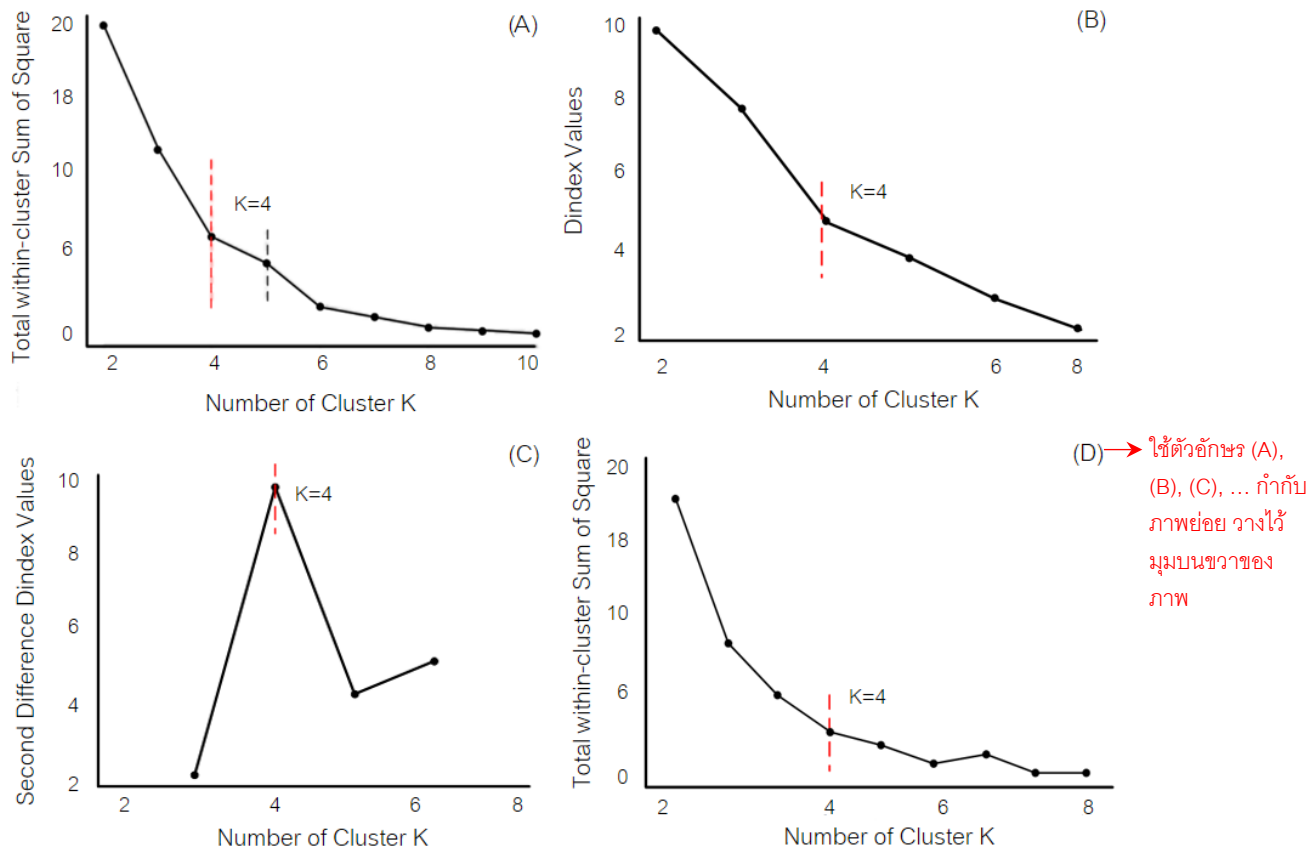 (A)
Total within-cluster Sum of Square
20
18
10
6
0
K=4
2 4 6 8 10
Number of Cluster K
(B)
Dindex Values
10
8
6
4
2
K=4
2 4 6 8
Number of Cluster K
(C)
Second Difference Dindex Values
10
8
6
4
2
K=4
2 4 6 8
Number of Cluster K
(D)
Total within-cluster Sum of Square
20
18
10
6
0
K=4
2 4 6 8
Number of Cluster K
ใช้ตัวอักษร (A),
(B), (C), … กำกับ
ภาพย่อย วางไว้
มุมบนขวาของ
ภาพ